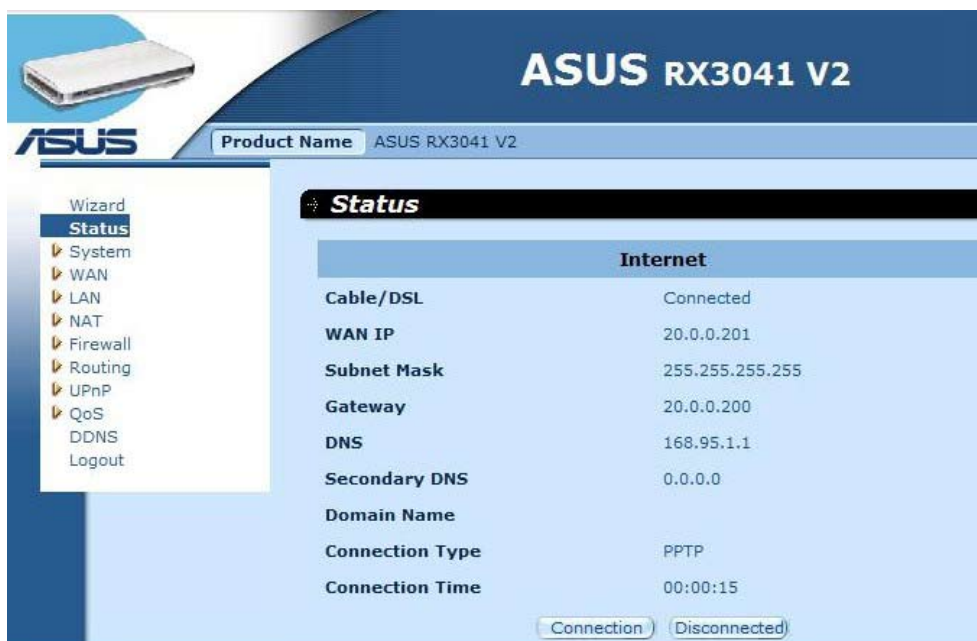 ASUS RX3041 V2
ASUS
Product Name ASUS RX3041 V2
Wizard
Status
System
WAN
LAN
NAT
Firewall
Routing
UPnP
QoS
DDNS
Logout
Status
Internet
Cable/DSL Connected
WAN IP 20.0.0.201
Subnet Mask 255.255.255.255
Gateway 20.0.0.200
DNS 168.95.1.1
Secondary DNS 0.0.0.0
Domain Name
Connection Type PPTP
Connection Time 00:00:15
Connection Disconnected